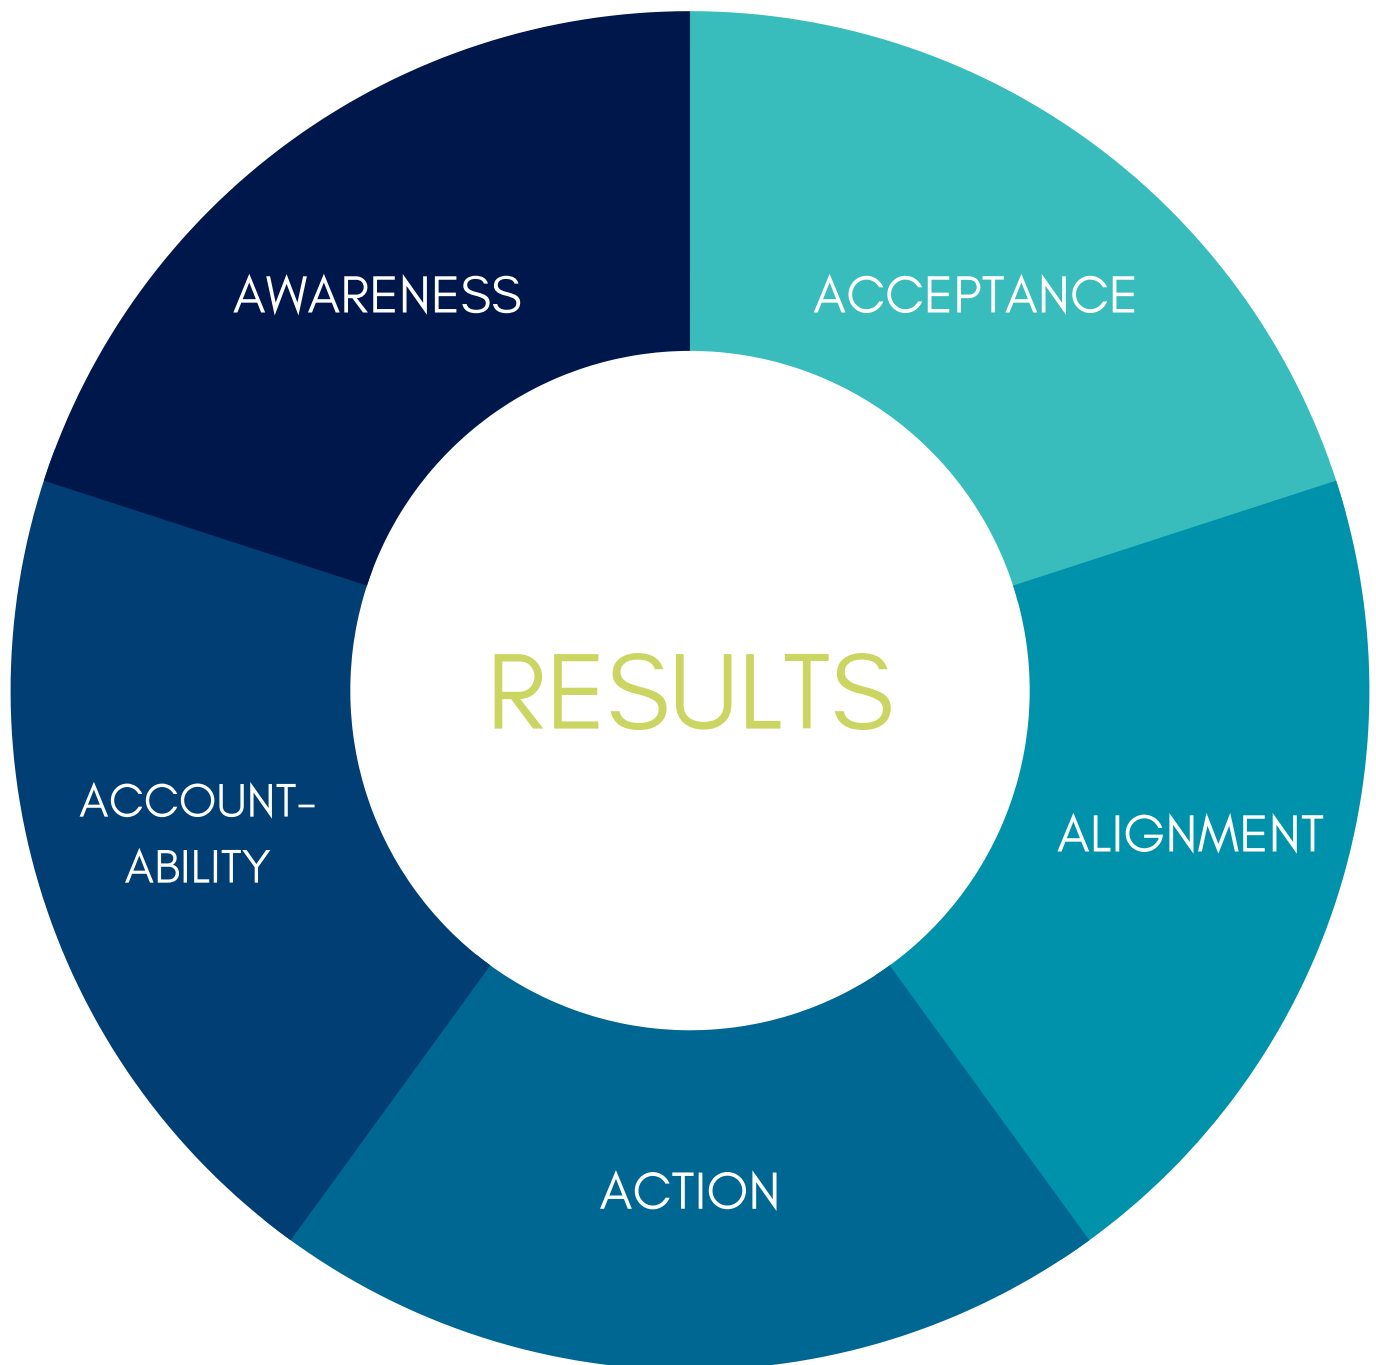 AWARENESS
ACCEPTANCE
RESULTS
ACCOUNT-
ABILITY
ALIGNMENT
ACTION